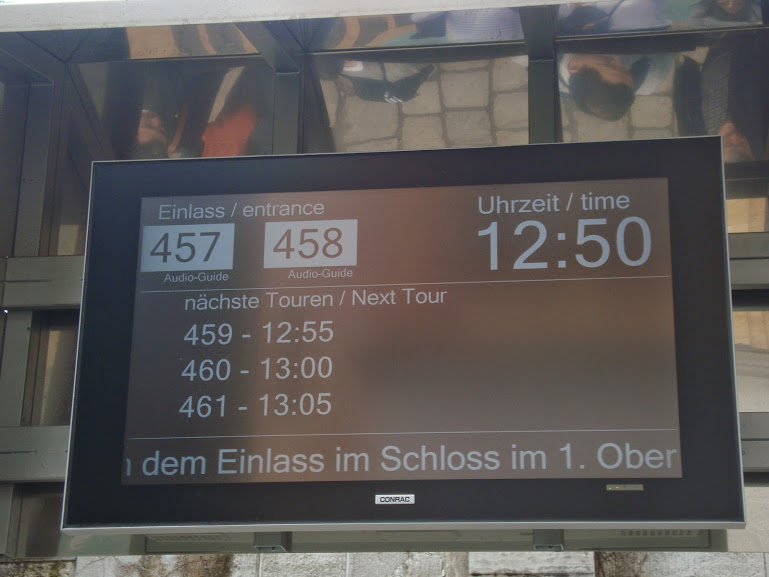 Einlass / entrance
Uhrzeit / time
457 458
12:50
Audio-Guide Audio-Guide
nächste Touren / Next Tour
459 - 12:55
460 - 13:00
461 - 13:05
dem Einlass im Schloss im 1. Ober
CONRAC